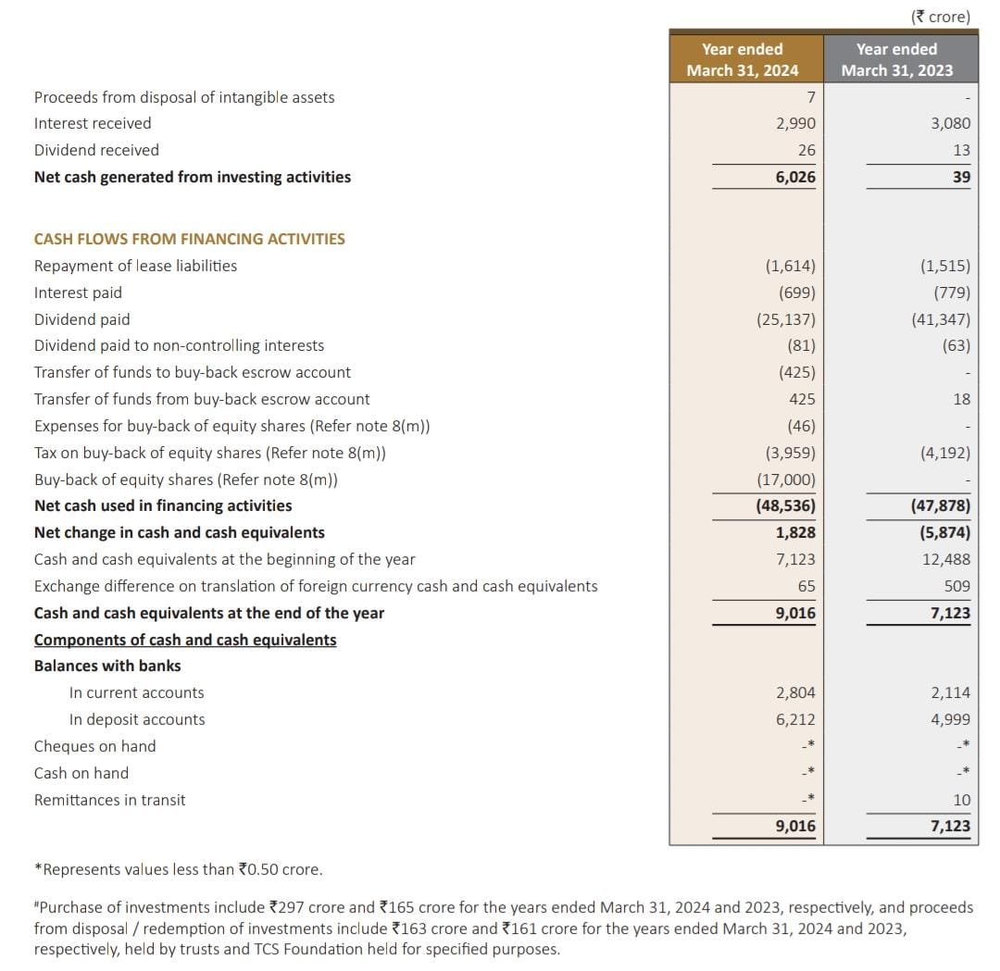 (₹ crore)
Year ended March 31, 2024 Year ended March 31, 2023
Proceeds from disposal of intangible assets 7 -
Interest received 2,990 3,080
Dividend received 26 13
Net cash generated from investing activities 6,026 39
CASH FLOWS FROM FINANCING ACTIVITIES
Repayment of lease liabilities (1,614) (1,515)
Interest paid (699) (779)
Dividend paid (25,137) (41,347)
Dividend paid to non-controlling interests (81) (63)
Transfer of funds to buy-back escrow account (425) -
Transfer of funds from buy-back escrow account 425 18
Expenses for buy-back of equity shares (Refer note 8(m)) (46) -
Tax on buy-back of equity shares (Refer note 8(m)) (3,959) (4,192)
Buy-back of equity shares (Refer note 8(m)) (17,000) -
Net cash used in financing activities (48,536) (47,878)
Net change in cash and cash equivalents 1,828 (5,874)
Cash and cash equivalents at the beginning of the year 7,123 12,488
Exchange difference on translation of foreign currency cash and cash equivalents 65 509
Cash and cash equivalents at the end of the year 9,016 7,123
Components of cash and cash equivalents
Balances with banks
In current accounts 2,804 2,114
In deposit accounts 6,212 4,999
Cheques on hand -* -*
Cash on hand -* -*
Remittances in transit -* 10
9,016 7,123
*Represents values less than ₹0.50 crore.
#Purchase of investments include ₹297 crore and ₹165 crore for the years ended March 31, 2024 and 2023, respectively, and proceeds
from disposal / redemption of investments include ₹163 crore and ₹161 crore for the years ended March 31, 2024 and 2023,
respectively, held by trusts and TCS Foundation held for specified purposes.